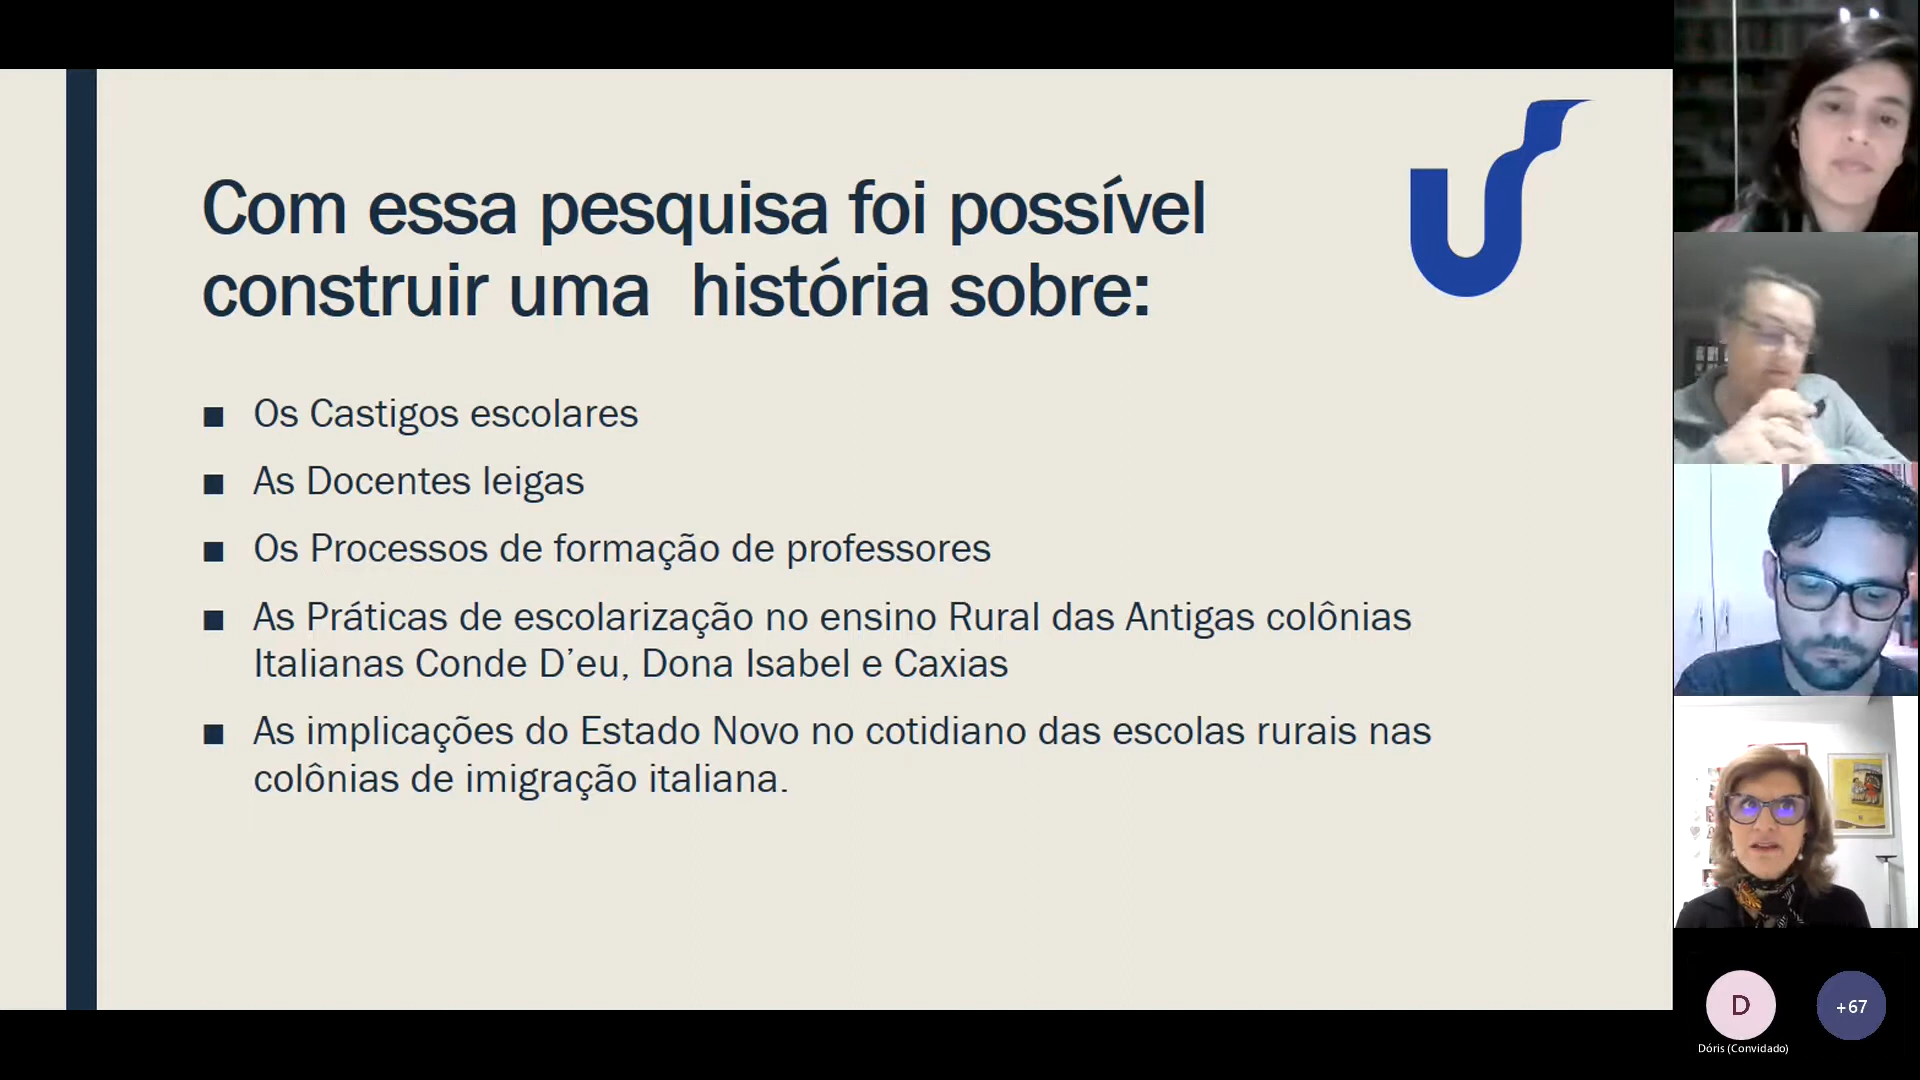 Com essa pesquisa foi possível
construir uma  história sobre:
■ Os Castigos escolares
■ As Docentes leigas
■ Os Processos de formação de professores
■ As Práticas de escolarização no ensino Rural das Antigas colônias
Italianas Conde D’eu, Dona Isabel e Caxias
■ As implicações do Estado Novo no cotidiano das escolas rurais nas
colônias de imigração italiana.
D
+67
Dóris (Convidado)